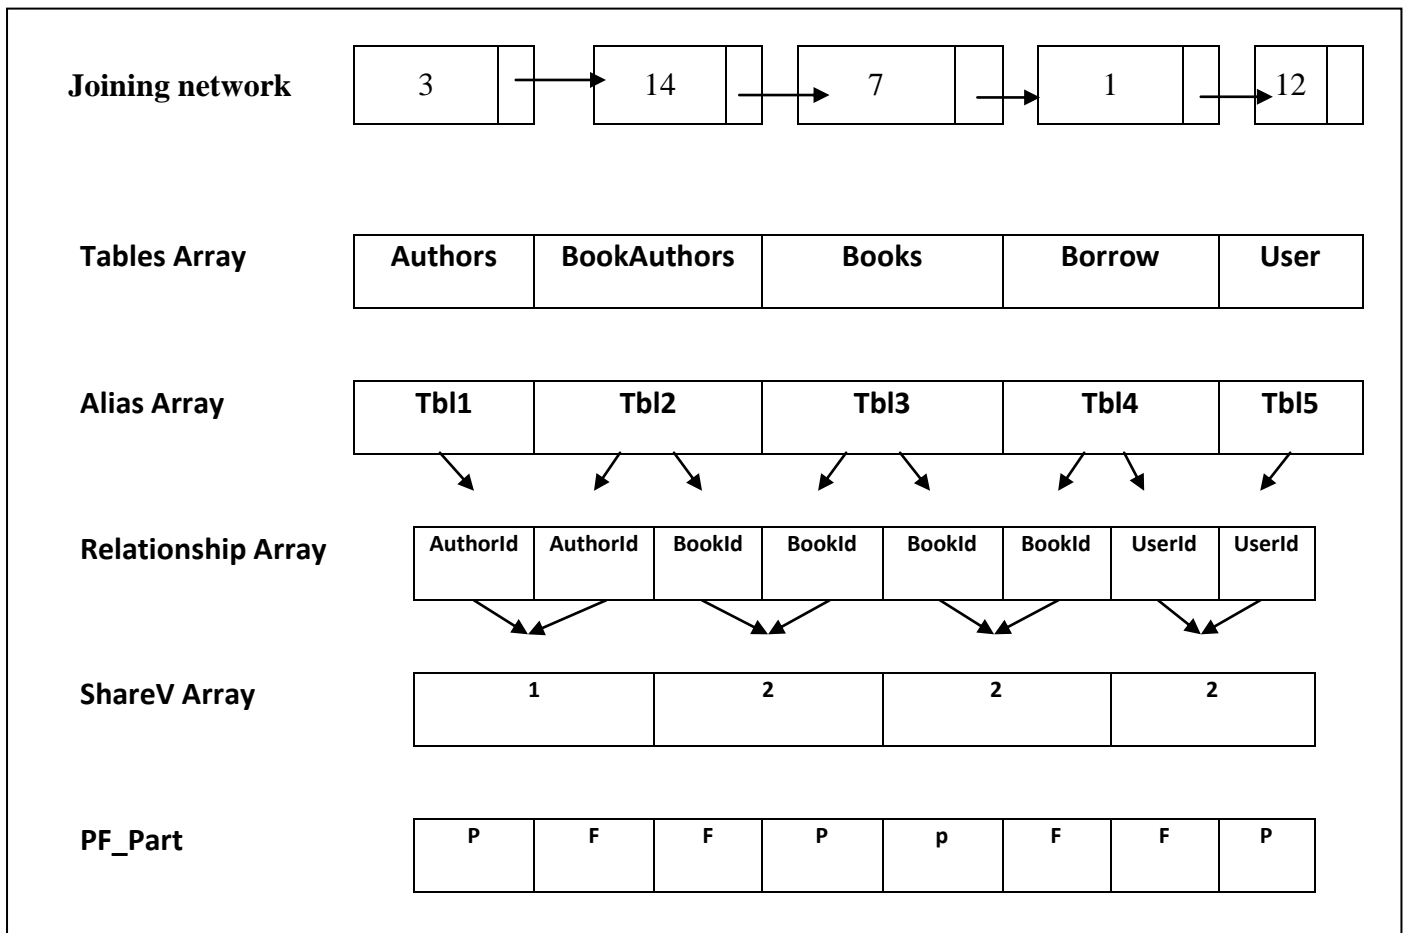 Joining network 3 14 7 1 12
Tables Array Authors BookAuthors Books Borrow User
Alias Array Tbl1 Tbl2 Tbl3 Tbl4 Tbl5
Relationship Array AuthorId AuthorId BookId BookId BookId BookId UserId UserId
ShareV Array 1 2 2 2
PF_Part P F F P p F F P